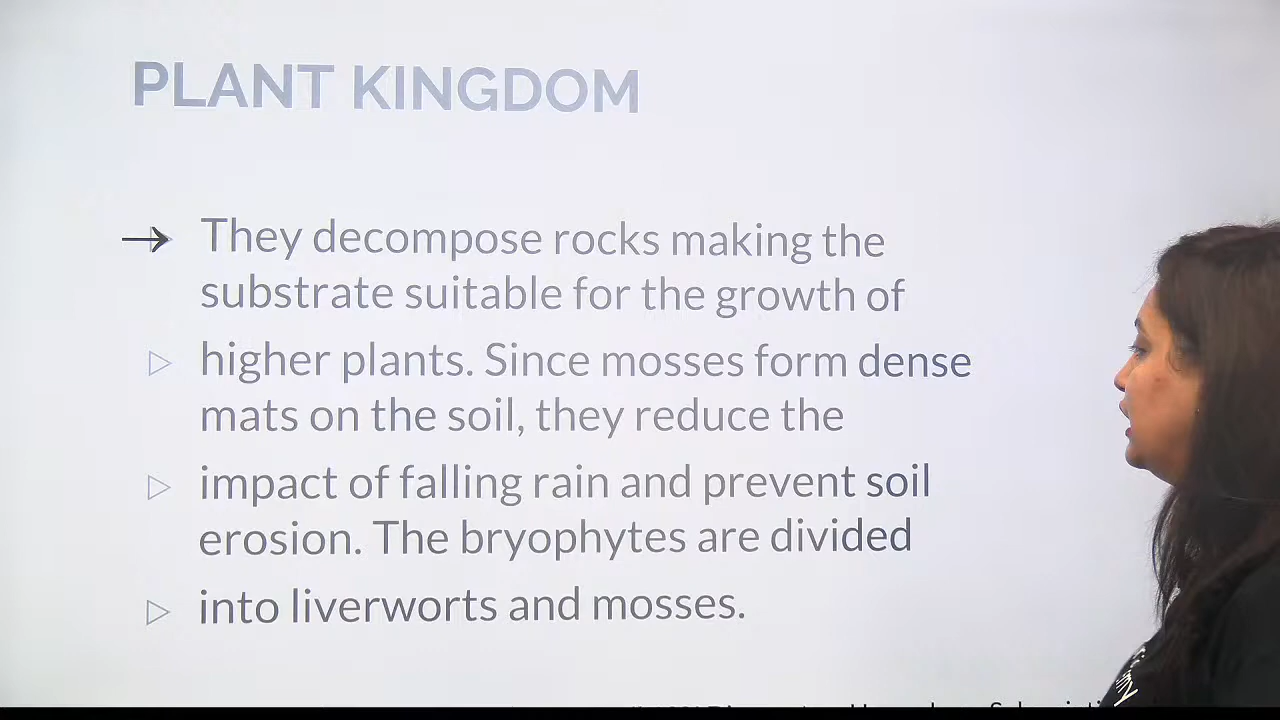 PLANT KINGDOM
They decompose rocks making the
substrate suitable for the growth of
higher plants. Since mosses form dense
mats on the soil, they reduce the
impact of falling rain and prevent soil
erosion. The bryophytes are divided
into liverworts and mosses.